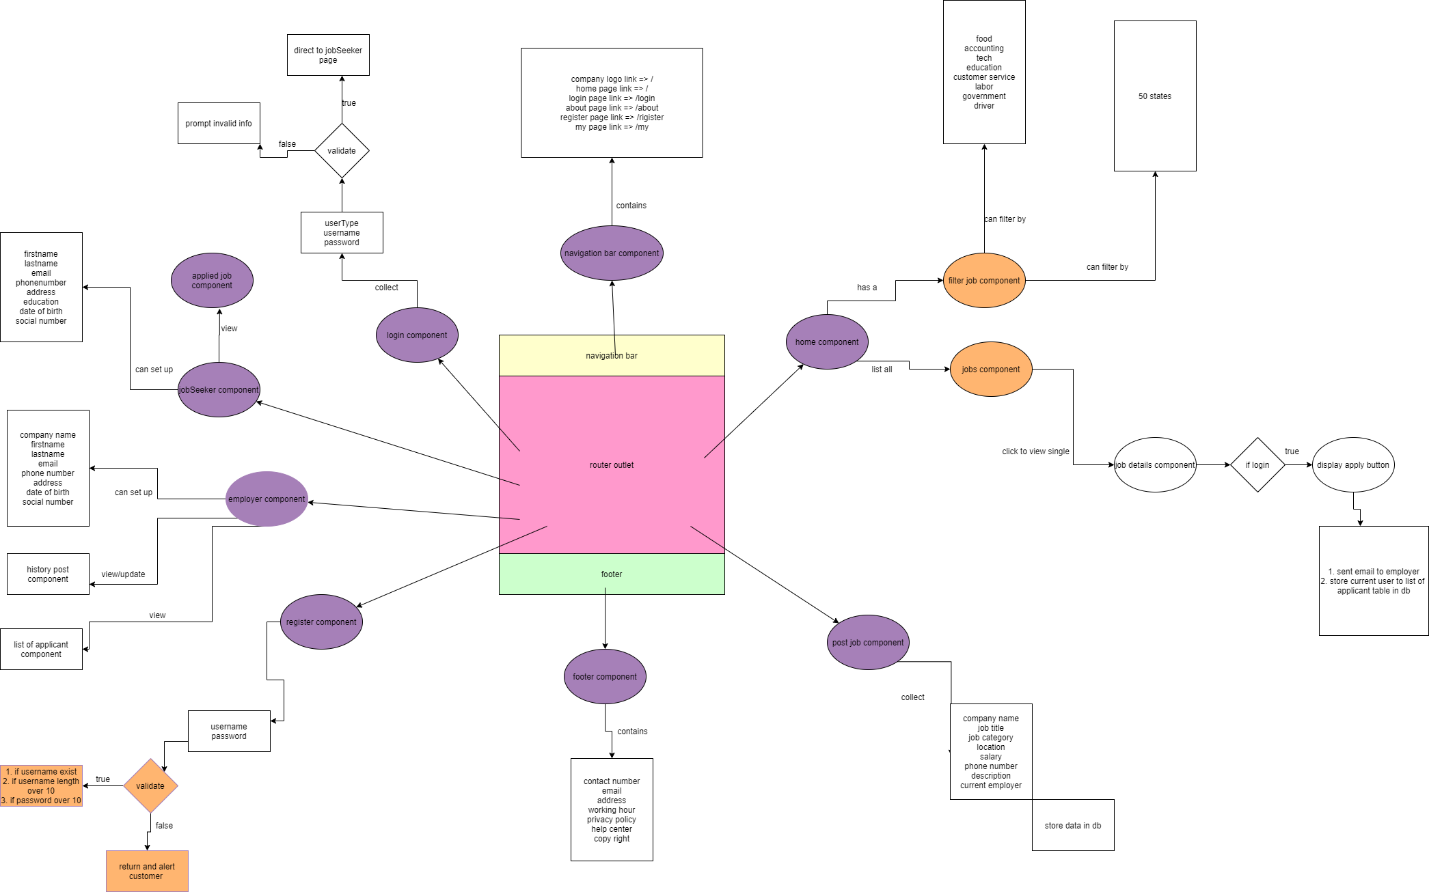 food
accounting
tech
education
customer service
labor
government
driver
50 states
direct to jobSeeker
page
true
prompt invalid info
false
validate
company logo link => /
home page link => /
login page link => /login
about page link => /about
register page link => /rigister
my page link => /my
contains
can filter by
userType
username
password
firstname
lastname
email
phonenumber
address
education
date of birth
social number
applied job
component
collect
navigation bar component
has a
can filter by
filter job component
view
login component
home component
navigation bar
can set up
list all
jobs component
jobSeeker component
company name
firstname
lastname
email
phone number
address
date of birth
social number
can set up
employer component
router outlet
click to view single
job details component
if login
true
display apply button
history post
component
view/update
footer
1. sent email to employer
2. store current user to list of
applicant table in db
view
list of applicant
component
register component
footer component
post job component
collect
username
password
contains
company name
job title
job category
location
salary
phone number
description
current employer
1. if username exist
2. if username length
over 10
3. if password over 10
true
validate
false
contact number
email
address
working hour
privacy policy
help center
copy right
store data in db
return and alert
customer